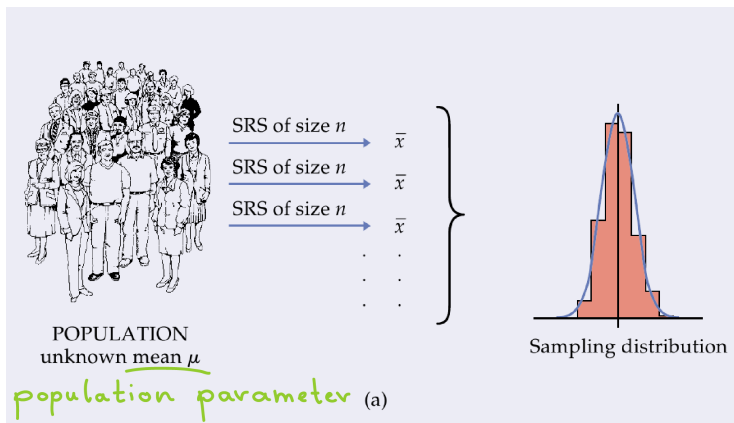 SRS of size n x̄
SRS of size n x̄
SRS of size n x̄
. .
. .
. .
POPULATION
unknown mean μ
Sampling distribution
population parameter (a)